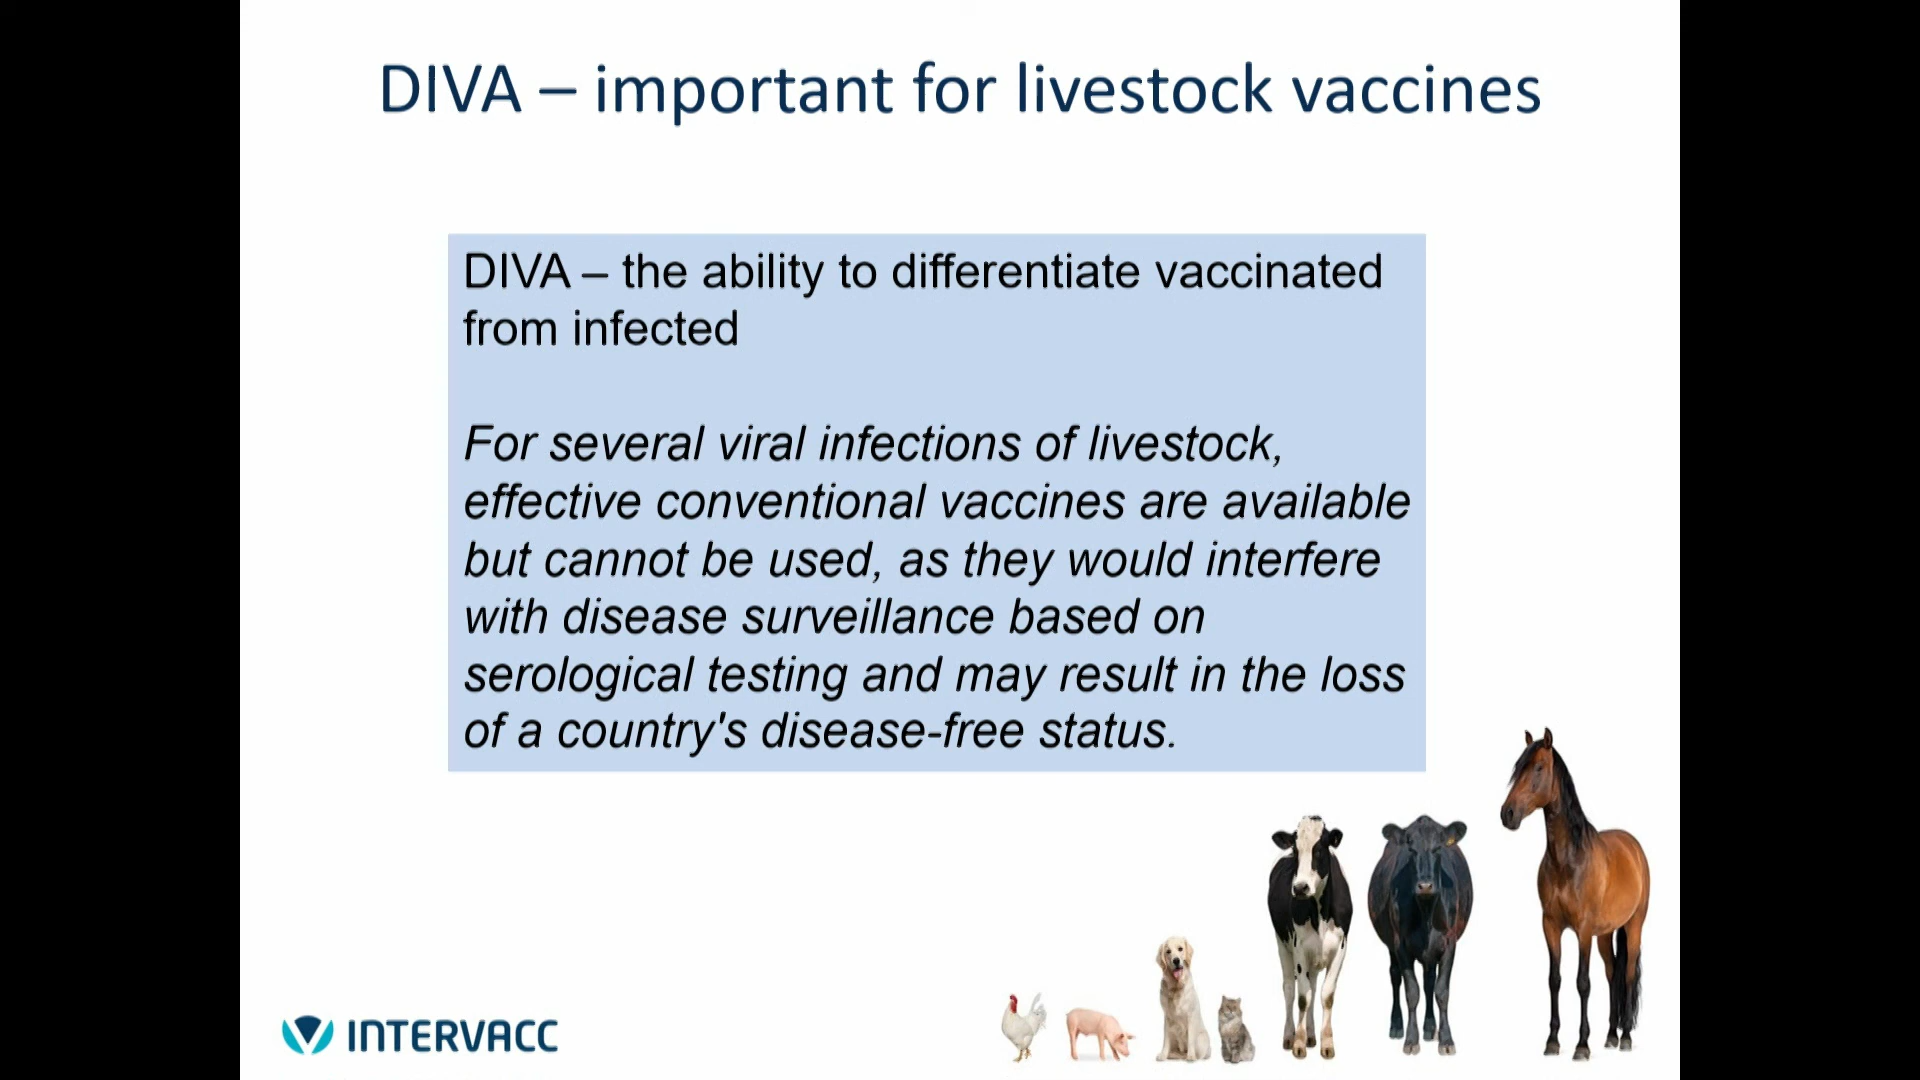 DIVA – important for livestock vaccines
DIVA – the ability to differentiate vaccinated
from infected
For several viral infections of livestock,
effective conventional vaccines are available
but cannot be used, as they would interfere
with disease surveillance based on
serological testing and may result in the loss
of a country's disease-free status.
INTERVACC